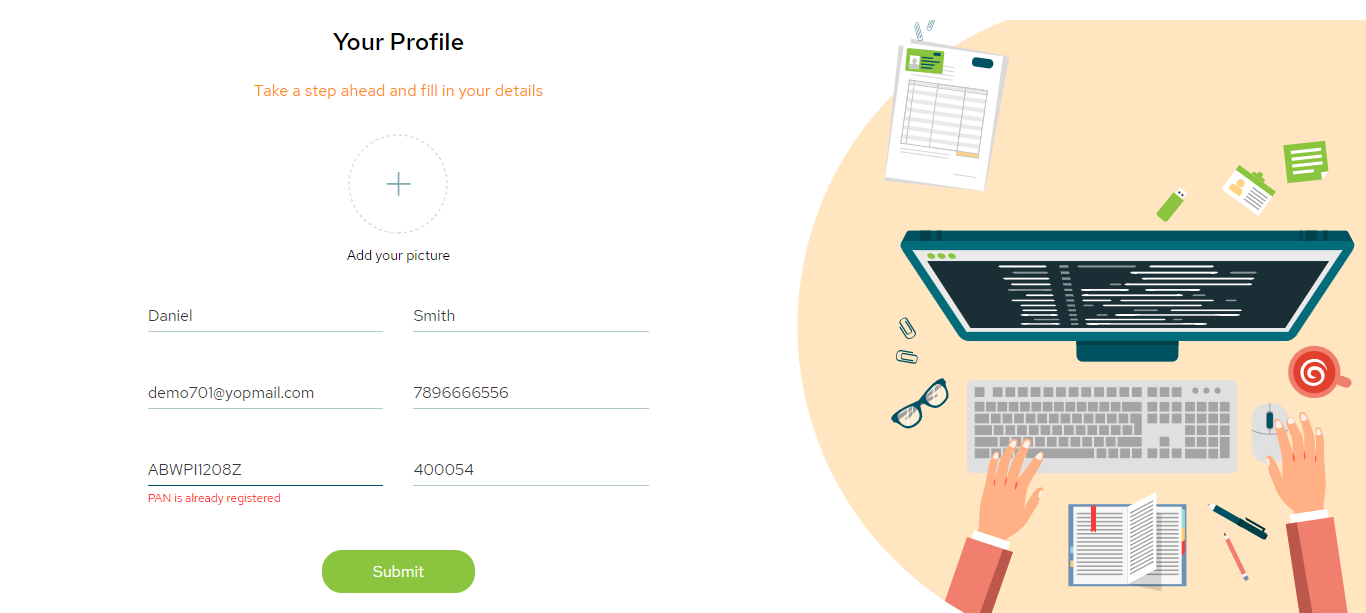 Your Profile
Take a step ahead and fill in your details
Add your picture
Daniel Smith
demo701@yopmail.com 7896666556
ABWPI1208Z 400054
PAN is already registered
Submit